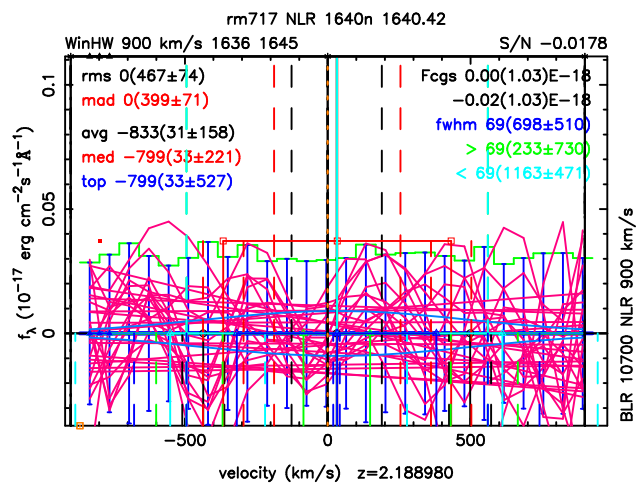 rm717 NLR 1640n 1640.42
WinHW 900 km/s 1636 1645 S/N −0.0178
rms 0(467±74) Fcgs 0.00(1.03)E−18
mad 0(399±71) −0.02(1.03)E−18
avg −833(31±158) fwhm 69(698±510)
med −799(33±221) > 69(233±730)
top −799(33±527) < 69(1163±471)
0.1
0.05
0
fλ (10⁻¹⁷ erg cm⁻²s⁻¹Å⁻¹)
BLR 10700 NLR 900 km/s
−500 0 500
velocity (km/s) z=2.188980